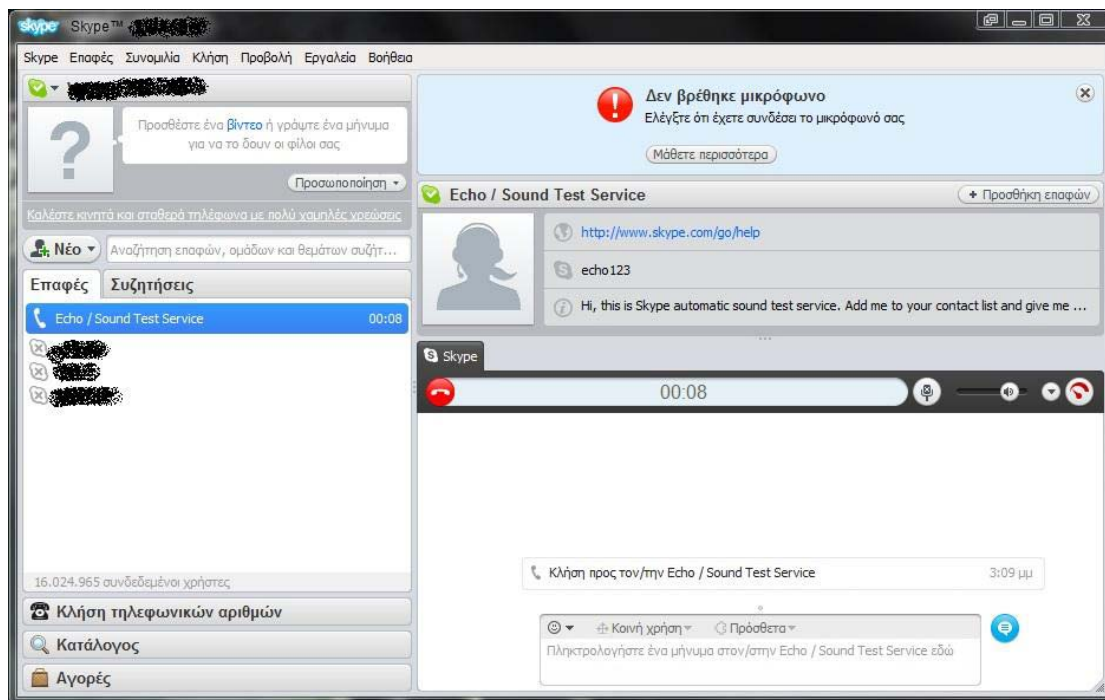 skype Skype™
Skype Επαφές Συνομιλία Κλήση Προβολή Εργαλεία Βοήθεια
Προσθέστε ένα βίντεο ή γράψτε ένα μήνυμα
για να το δουν οι φίλοι σας
Προσωποποίηση
Καλέστε κινητά και σταθερά τηλέφωνα με πολύ χαμηλές χρεώσεις
Νέο
Αναζήτηση επαφών, ομάδων και θεμάτων συζήτ...
Επαφές Συζητήσεις
Echo / Sound Test Service 00:08
16.024.965 συνδεδεμένοι χρήστες
Κλήση τηλεφωνικών αριθμών
Κατάλογος
Αγορές
Δεν βρέθηκε μικρόφωνο
Ελέγξτε ότι έχετε συνδέσει το μικρόφωνό σας
Μάθετε περισσότερα
Echo / Sound Test Service
+ Προσθήκη επαφών
http://www.skype.com/go/help
echo123
Hi, this is Skype automatic sound test service. Add me to your contact list and give me ...
Skype
00:08
Κλήση προς τον/την Echo / Sound Test Service 3:09 μμ
Κοινή χρήση Πρόσθετα
Πληκτρολογήστε ένα μήνυμα στον/στην Echo / Sound Test Service εδώ